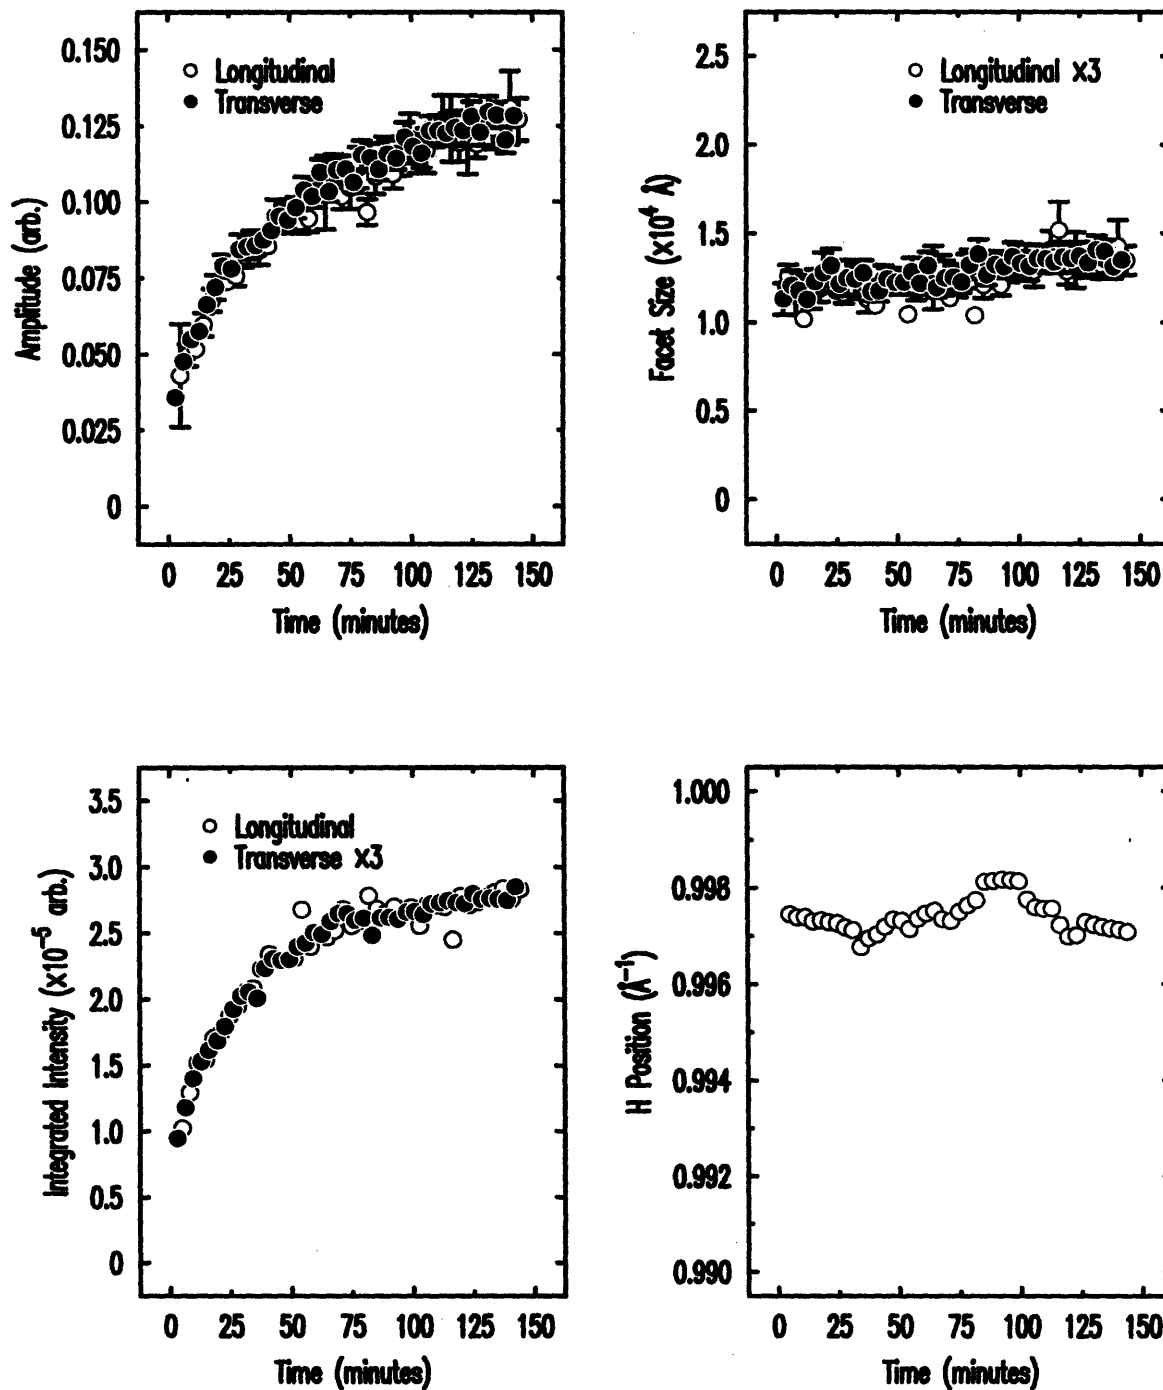 0.150
0.125
0.100
0.075
0.050
0.025
0
Amplitude (arb.)
Longitudinal
Transverse
0 25 50 75 100 125 150
Time (minutes)
2.5
2.0
1.5
1.0
0.5
0
Facet Size (×10⁴ Å)
Longitudinal ×3
Transverse
0 25 50 75 100 125 150
Time (minutes)
3.5
3.0
2.5
2.0
1.5
1.0
0.5
0
Integrated Intensity (×10⁻⁵ arb.)
Longitudinal
Transverse ×3
0 25 50 75 100 125 150
Time (minutes)
1.000
0.998
0.996
0.994
0.992
0.990
H Position (Å⁻¹)
0 25 50 75 100 125 150
Time (minutes)